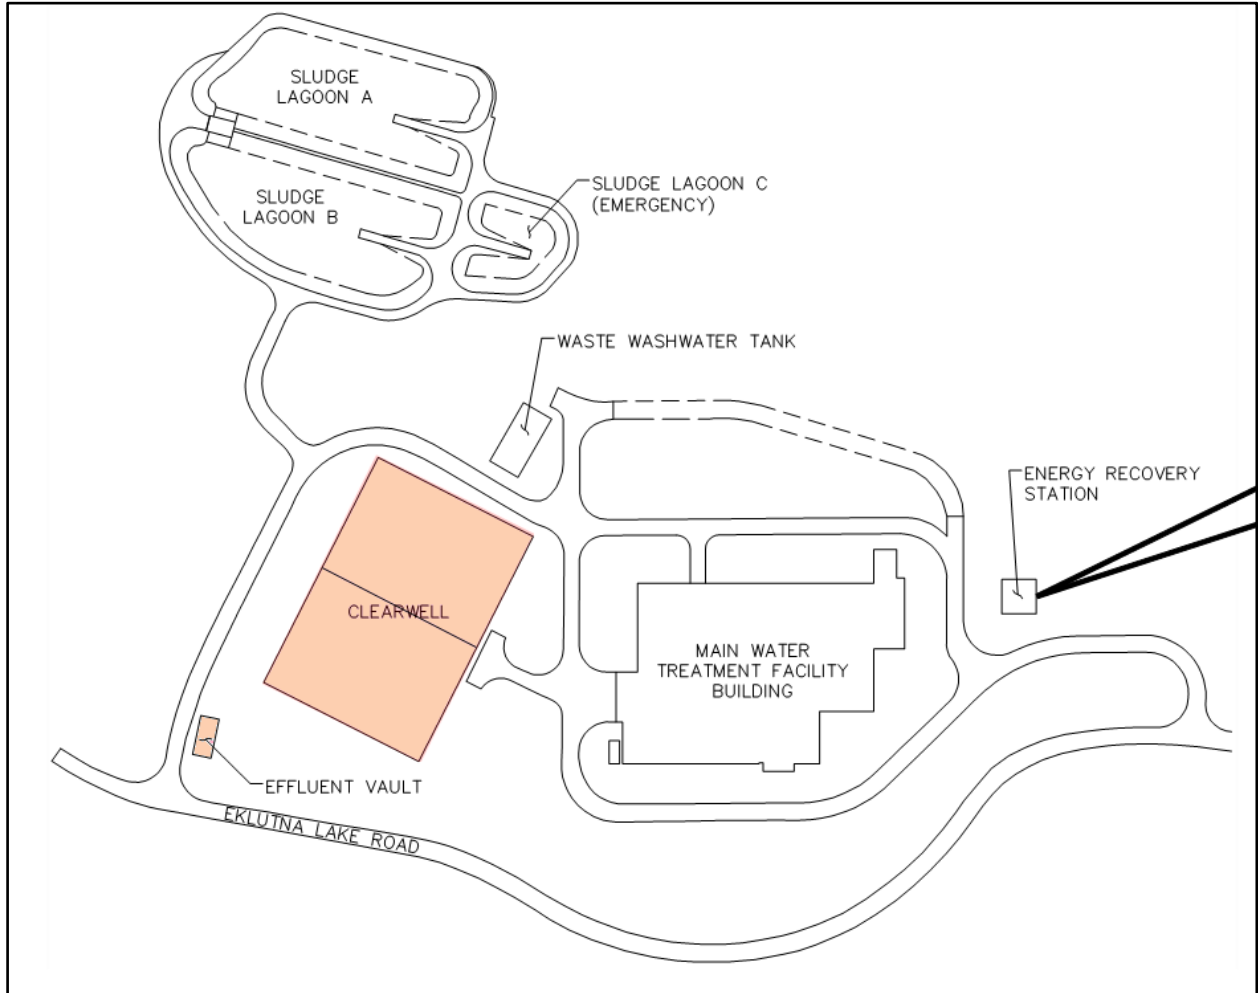 SLUDGE
LAGOON A
SLUDGE
LAGOON B
SLUDGE LAGOON C
(EMERGENCY)
WASTE WASHWATER TANK
ENERGY RECOVERY
STATION
CLEARWELL
MAIN WATER
TREATMENT FACILITY
BUILDING
EFFLUENT VAULT
EKLUTNA LAKE ROAD